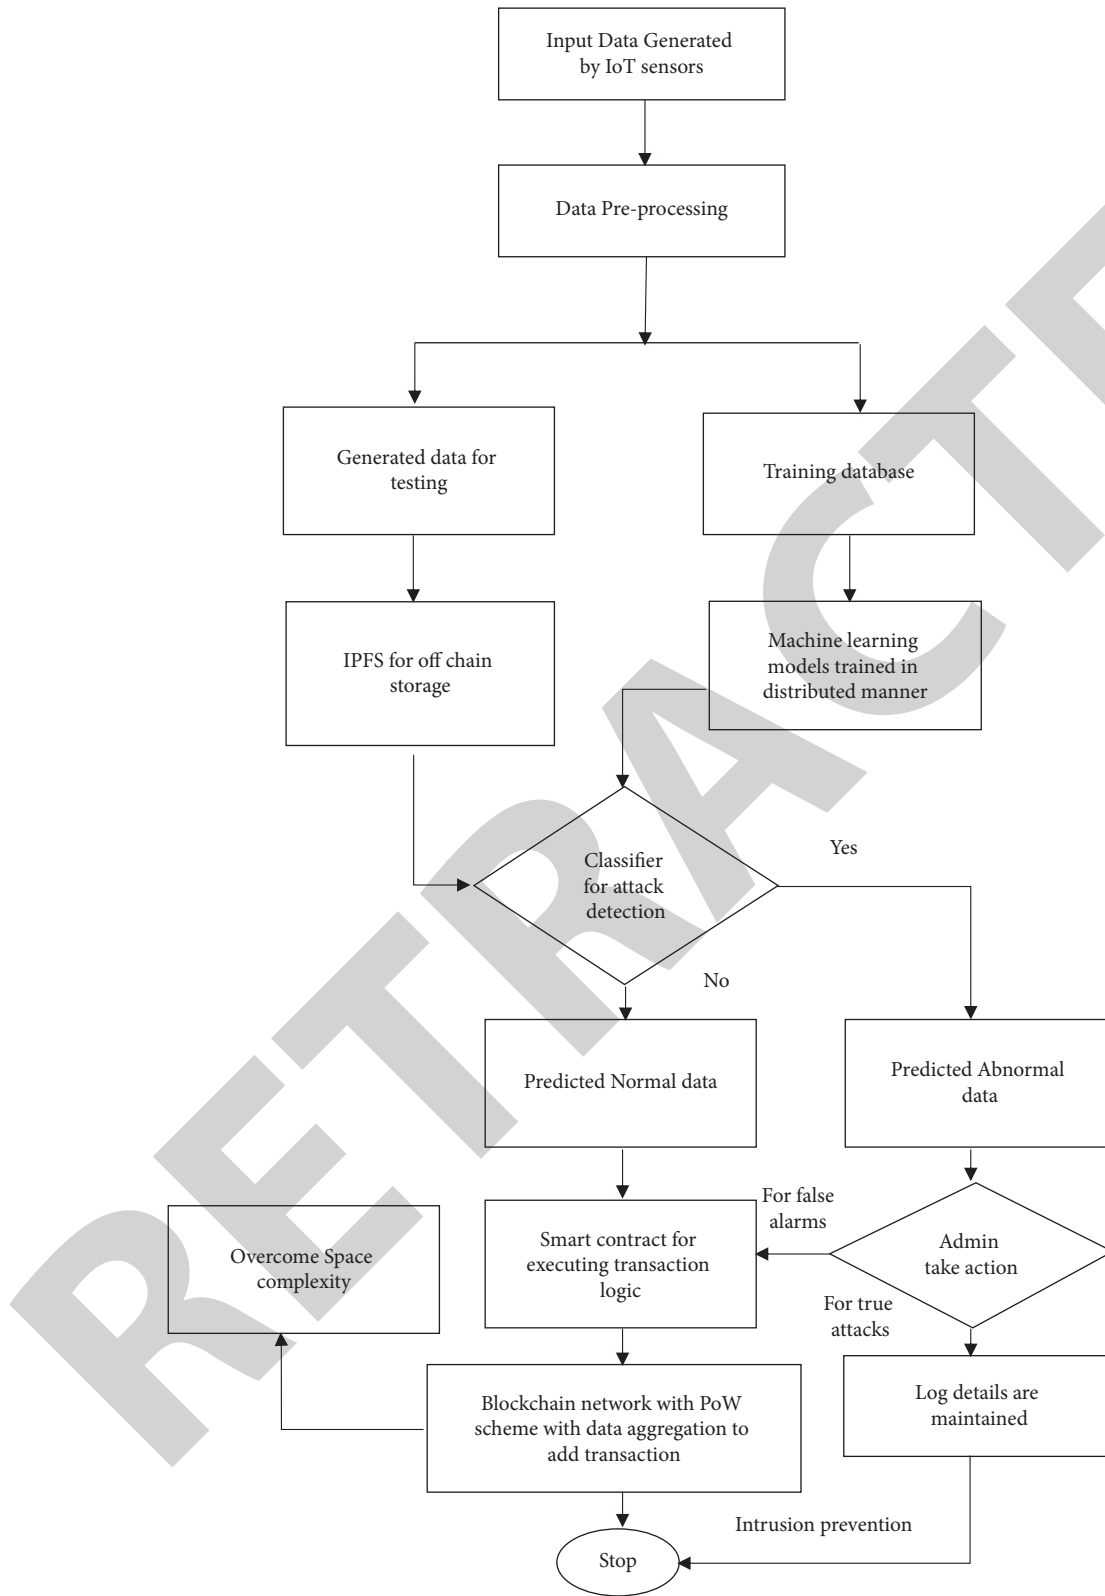 Input Data Generated
by IoT sensors
Data Pre-processing
Generated data for
testing
Training database
IPFS for off chain
storage
Machine learning
models trained in
distributed manner
Classifier
for attack
detection
Yes
No
Predicted Normal data
Predicted Abnormal
data
For false
alarms
Smart contract for
executing transaction
logic
Admin
take action
Overcome Space
complexity
For true
attacks
Blockchain network with PoW
scheme with data aggregation to
add transaction
Log details are
maintained
Intrusion prevention
Stop
RETRACTE